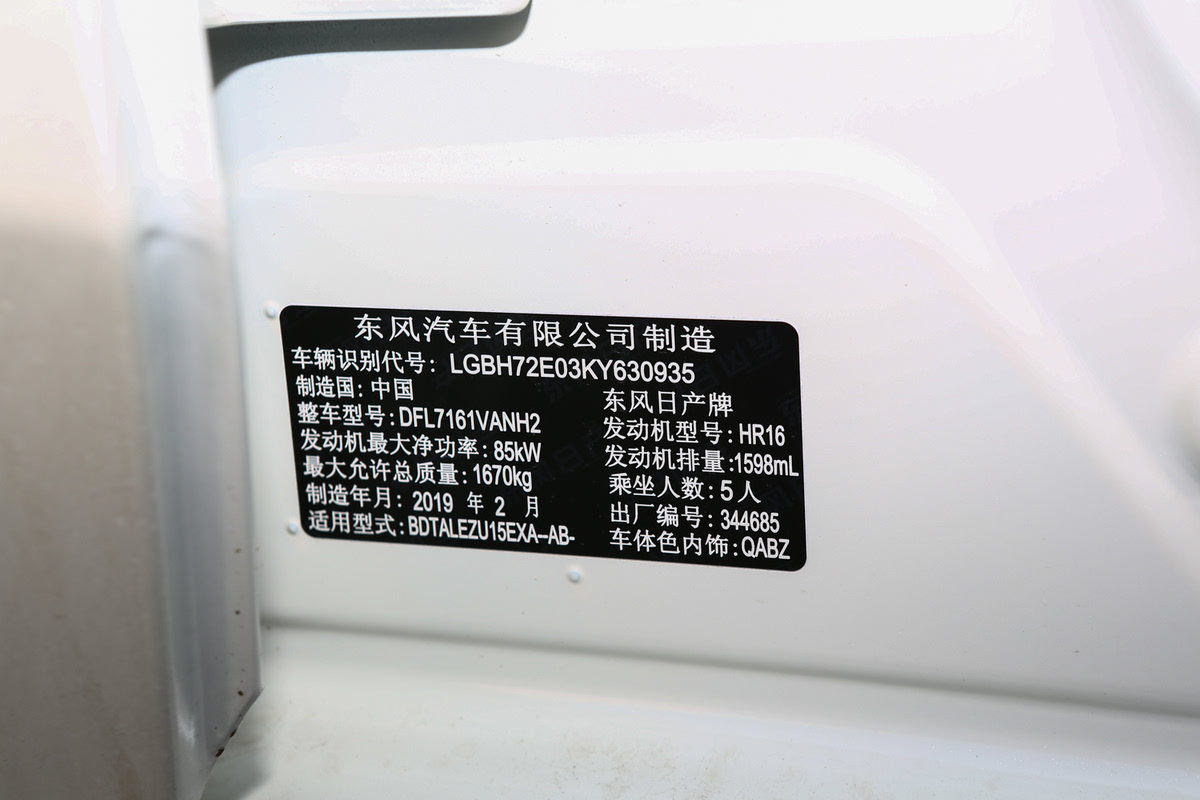 东风汽车有限公司制造
车辆识别代号: LGBH72E03KY630935
制造国: 中国
东风日产牌
整车型号: DFL7161VANH2
发动机型号: HR16
发动机最大净功率: 85kW
发动机排量: 1598mL
最大允许总质量: 1670kg
乘坐人数: 5人
制造年月: 2019 年 2 月
出厂编号: 344685
适用型式: BDTALEZU15EXA--AB-
车体色内饰: QABZ